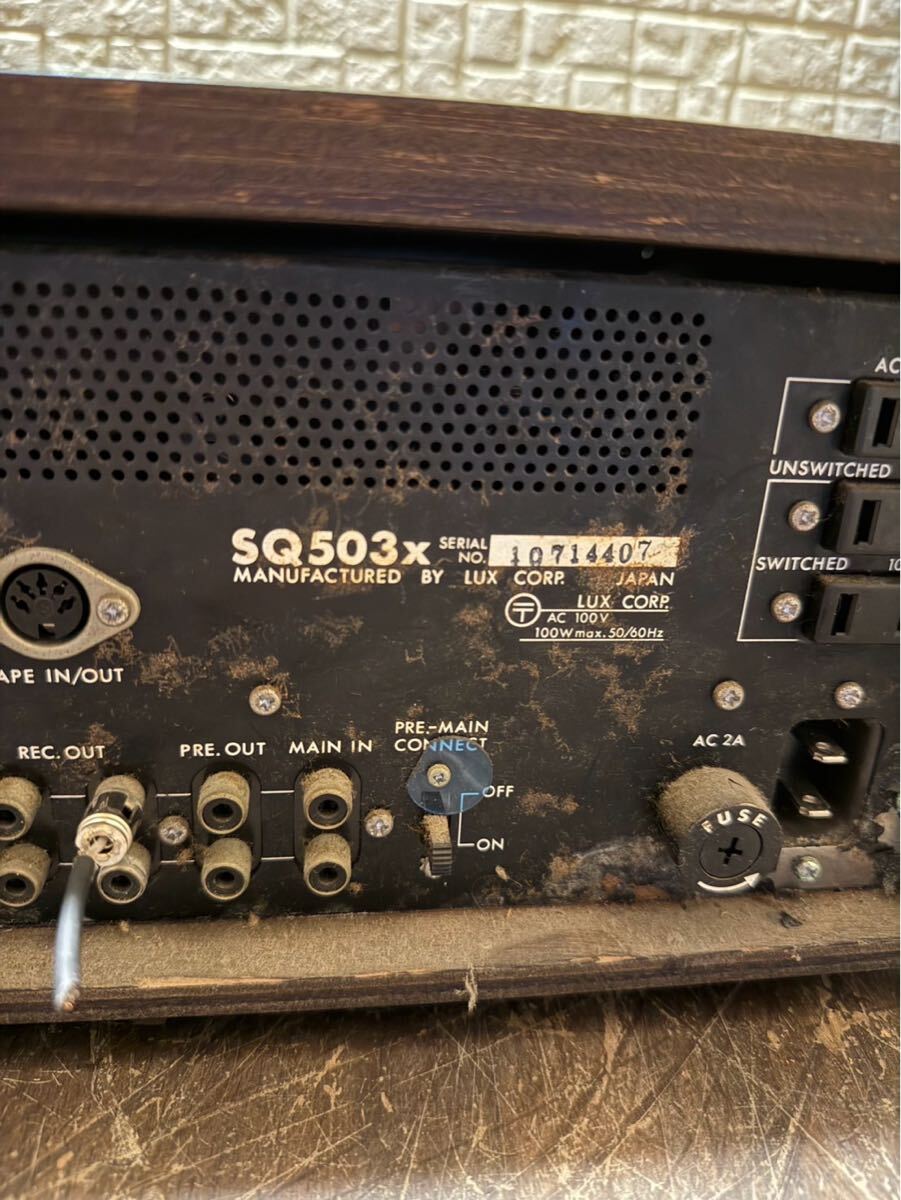 AC
UNSWITCHED
SQ503x SERIAL NO. 10714407
MANUFACTURED BY LUX CORP. JAPAN
SWITCHED 10
LUX CORP.
AC 100V
100W max. 50/60Hz
APE IN/OUT
REC. OUT
PRE. OUT
MAIN IN
PRE-MAIN
CONNECT
OFF
ON
AC 2A
FUSE